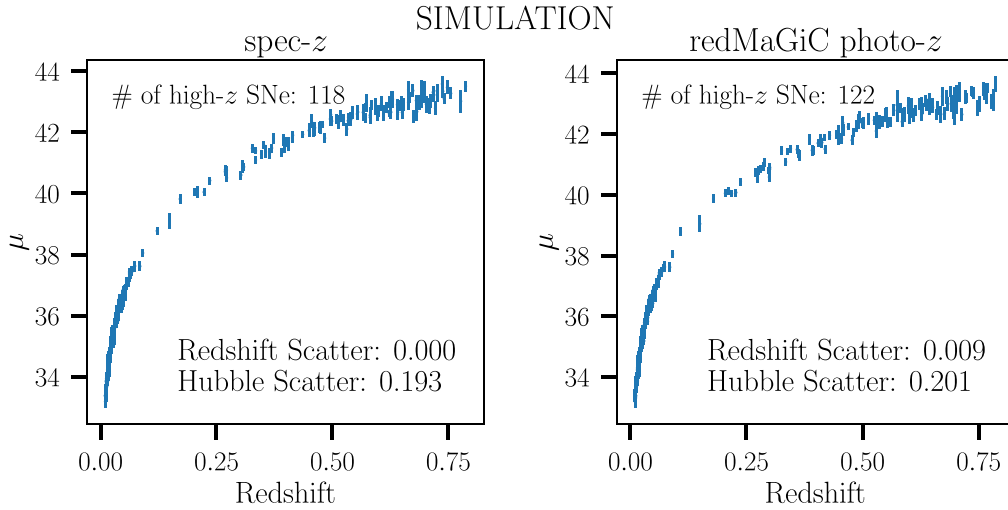 SIMULATION
spec-z
# of high-z SNe: 118
44
42
40
38
36
34
μ
Redshift Scatter: 0.000
Hubble Scatter: 0.193
0.00 0.25 0.50 0.75
Redshift
redMaGiC photo-z
# of high-z SNe: 122
44
42
40
38
36
34
μ
Redshift Scatter: 0.009
Hubble Scatter: 0.201
0.00 0.25 0.50 0.75
Redshift